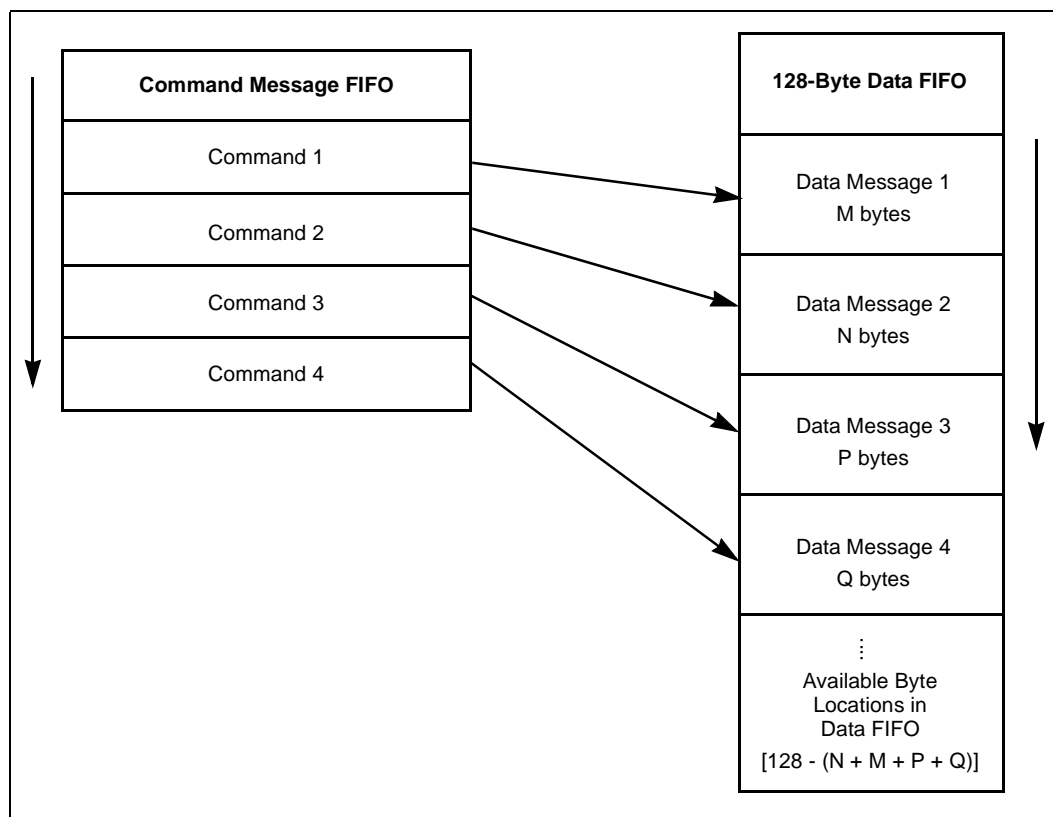 Command Message FIFO
Command 1
Command 2
Command 3
Command 4
128-Byte Data FIFO
Data Message 1
M bytes
Data Message 2
N bytes
Data Message 3
P bytes
Data Message 4
Q bytes
Available Byte
Locations in
Data FIFO
[128 - (N + M + P + Q)]